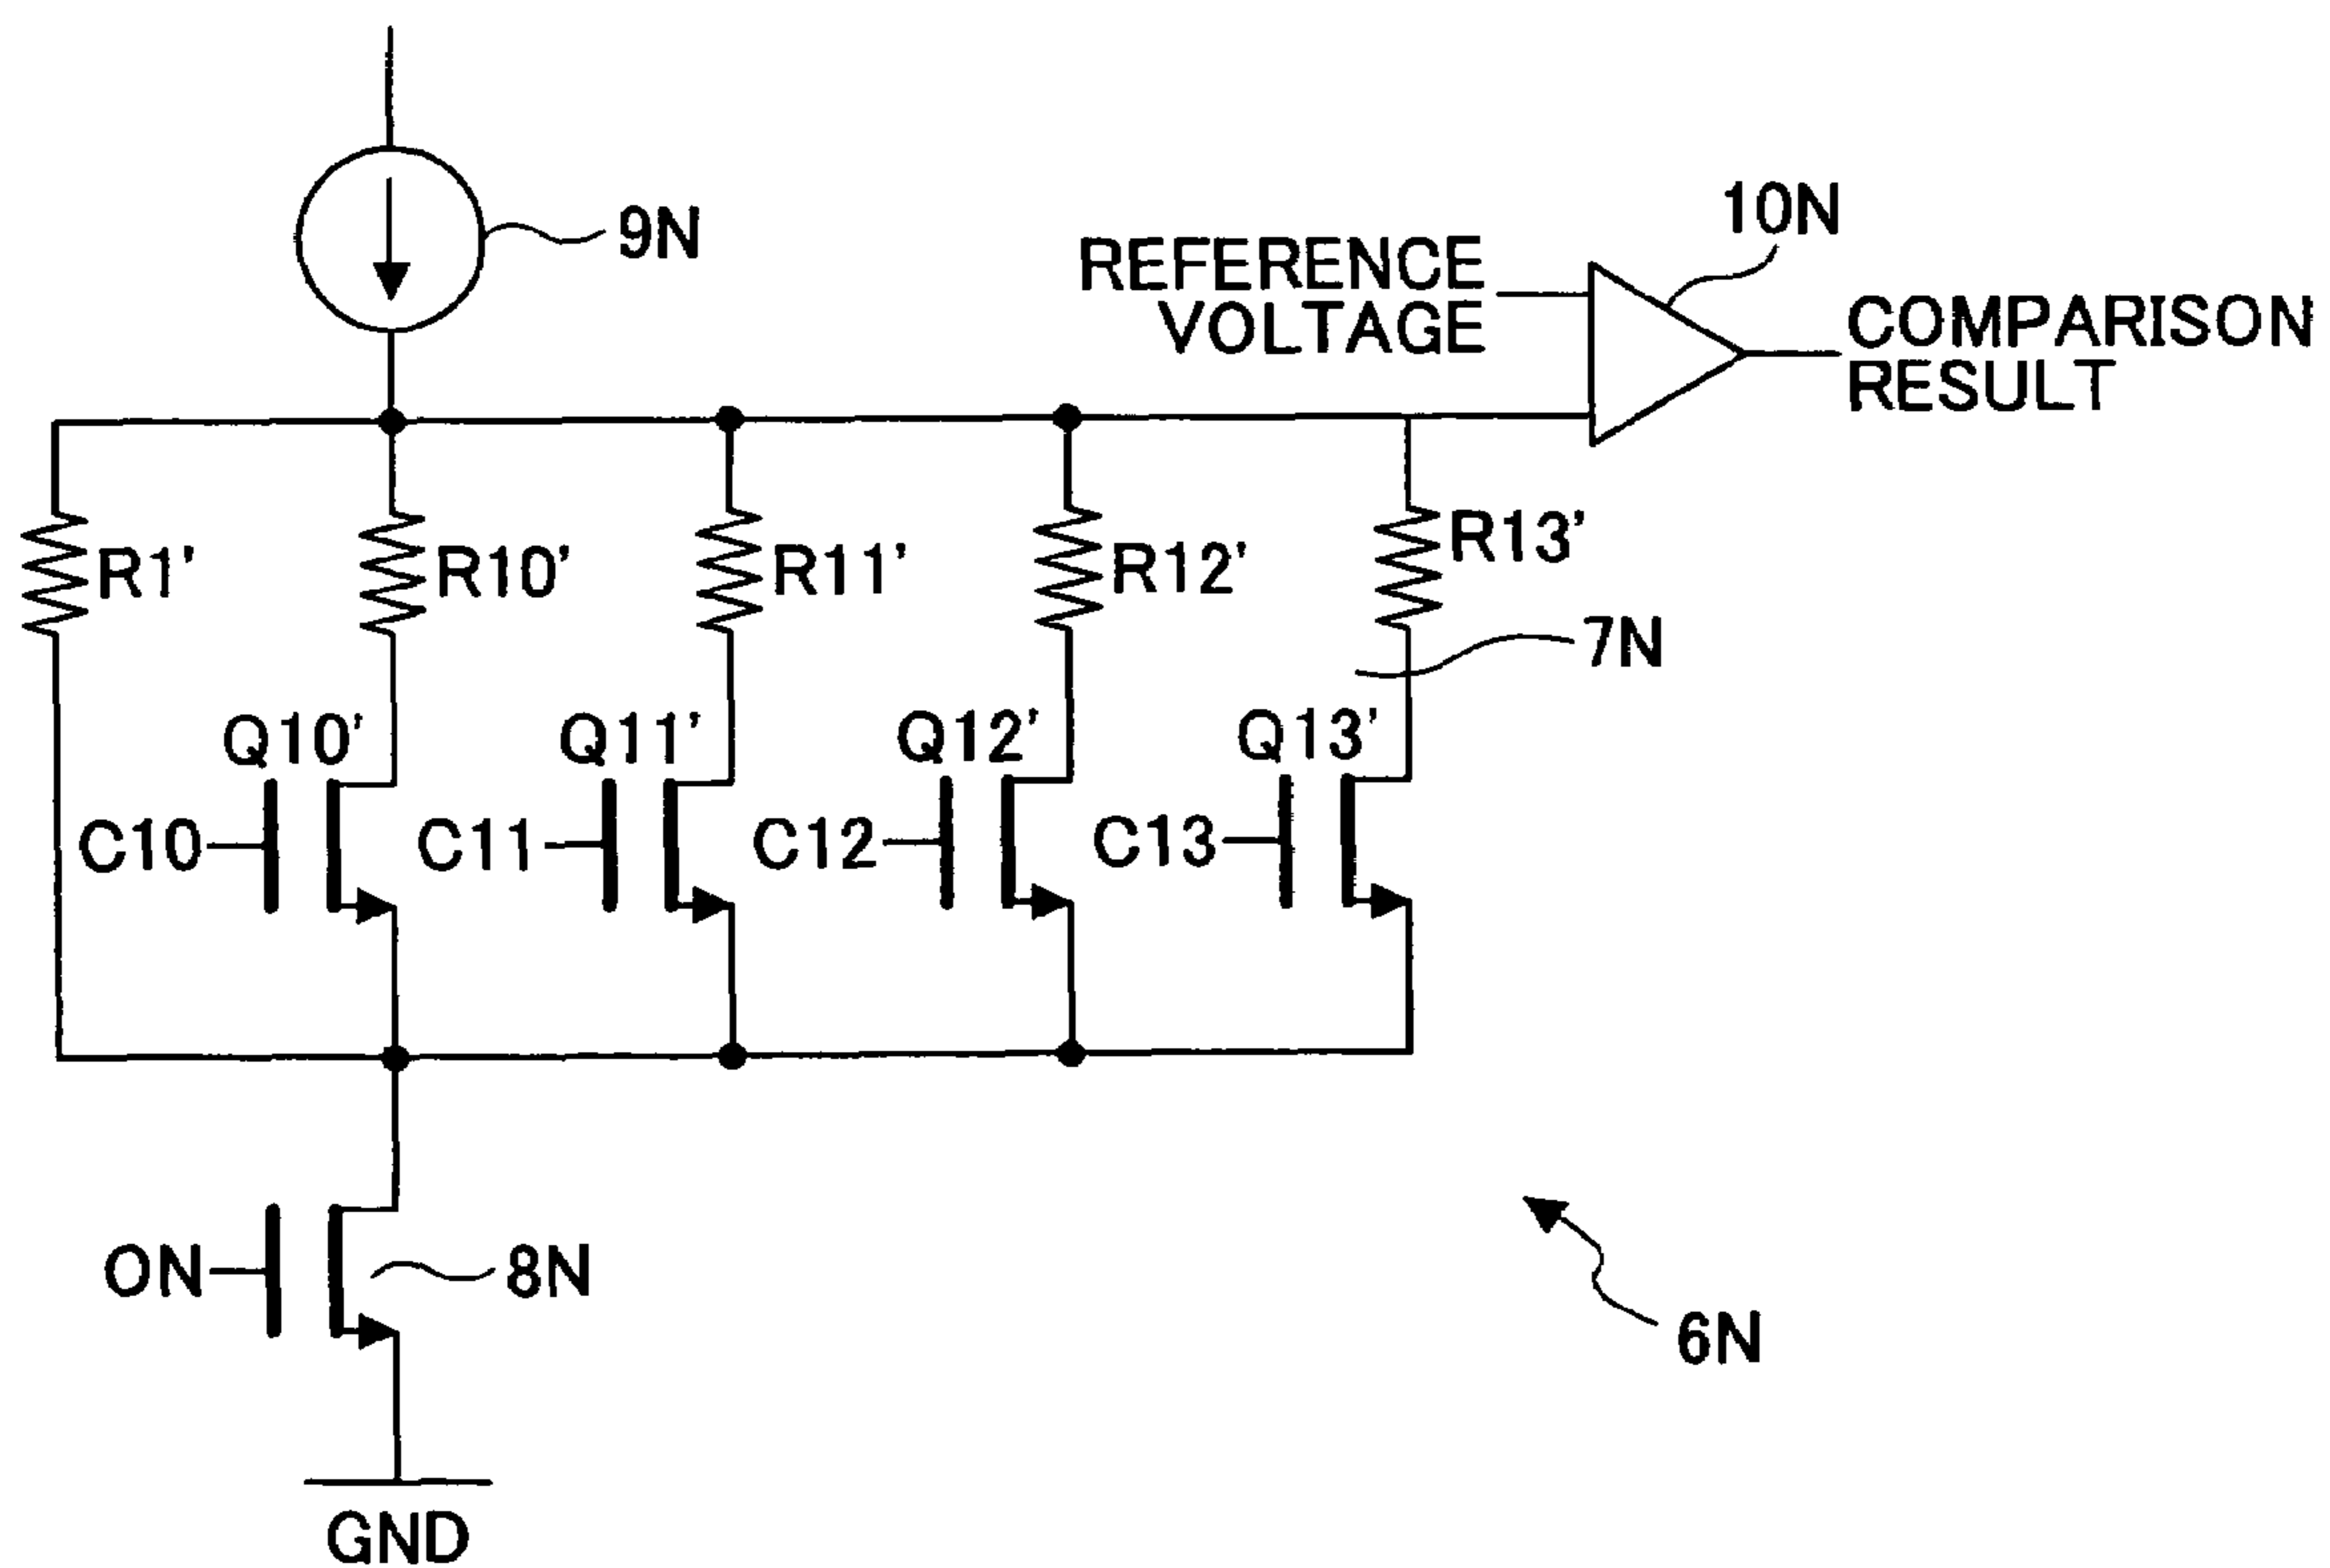 9N
10N
REFERENCE
VOLTAGE
COMPARISON
RESULT
R1'
R10'
R11'
R12'
R13'
7N
Q10'
Q11'
Q12'
Q13'
C10
C11
C12
C13
ON
8N
6N
GND